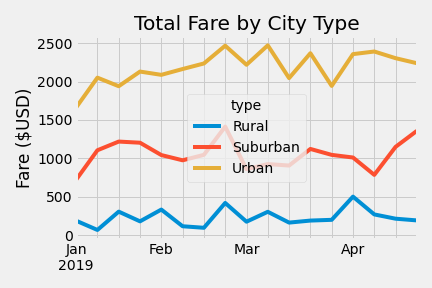 Total Fare by City Type
Fare ($USD)
2500
2000
1500
1000
500
0
type
Rural
Suburban
Urban
Jan Feb Mar Apr
2019